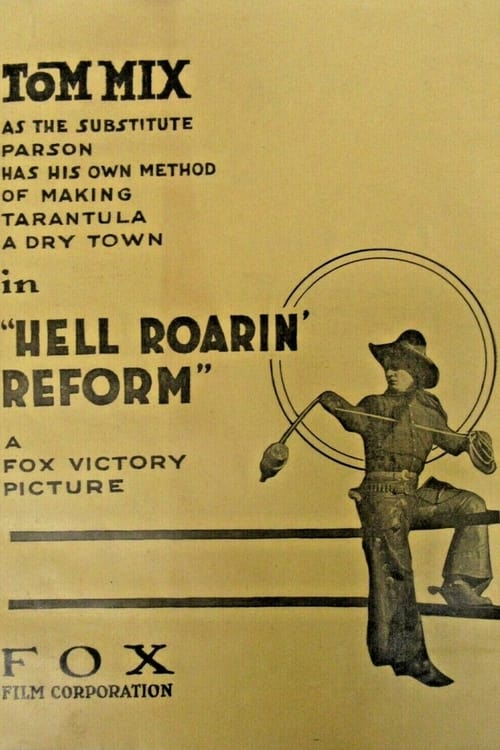 TOM MIX
AS THE SUBSTITUTE
PARSON
HAS HIS OWN METHOD
OF MAKING
TARANTULA
A DRY TOWN
in
"HELL ROARIN'
REFORM"
A
FOX VICTORY
PICTURE
FOX
FILM CORPORATION